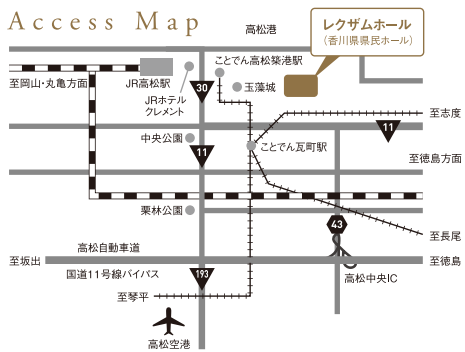 Access Map
高松港
レクザムホール
（香川県県民ホール）
ことでん高松築港駅
至岡山・丸亀方面
JR高松駅
玉藻城
30
JRホテル
クレメント
至志度
11
中央公園
ことでん瓦町駅
11
至徳島方面
栗林公園
43
至長尾
高松自動車道
至坂出
至徳島
国道11号線バイパス
193
高松中央IC
至琴平
高松空港